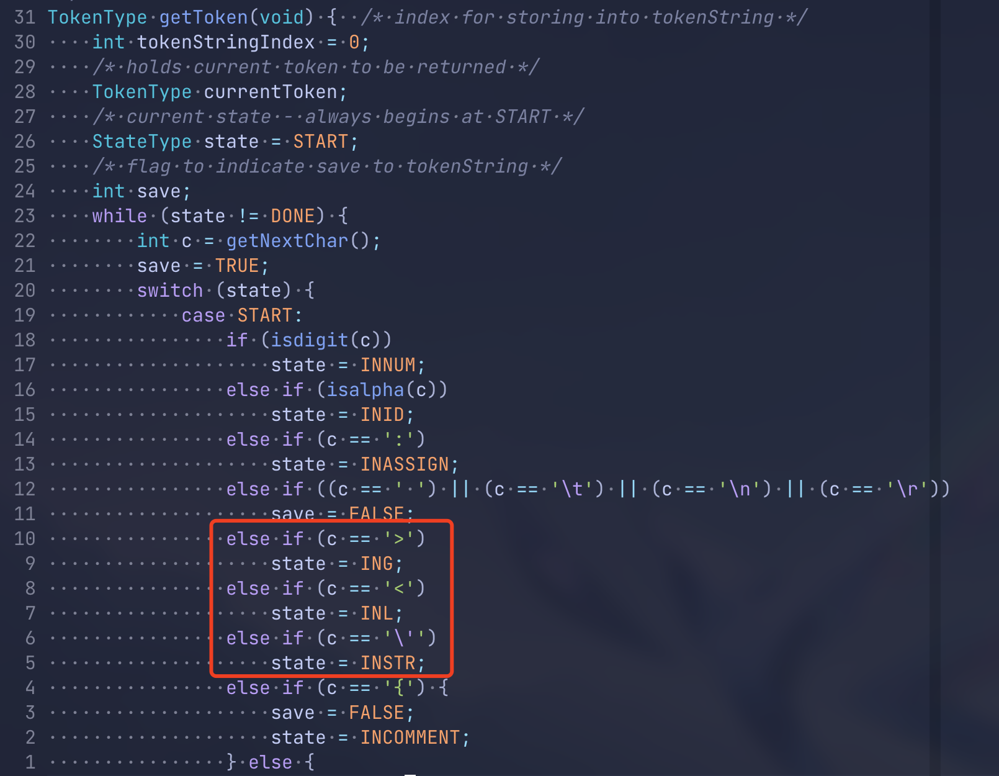 31 TokenType getToken(void) {  /* index for storing into tokenString */
30     int tokenStringIndex = 0;
29     /* holds current token to be returned */
28     TokenType currentToken;
27     /* current state - always begins at START */
26     StateType state = START;
25     /* flag to indicate save to tokenString */
24     int save;
23     while (state != DONE) {
22         int c = getNextChar();
21         save = TRUE;
20         switch (state) {
19             case START:
18                 if (isdigit(c))
17                     state = INNUM;
16                 else if (isalpha(c))
15                     state = INID;
14                 else if (c == ':')
13                     state = INASSIGN;
12                 else if ((c == ' ') || (c == '\t') || (c == '\n') || (c == '\r'))
11                     save = FALSE;
10                 else if (c == '>')
9                     state = ING;
8                 else if (c == '<')
7                     state = INL;
6                 else if (c == '\'')
5                     state = INSTR;
4                 else if (c == '{') {
3                     save = FALSE;
2                     state = INCOMMENT;
1                 } else {